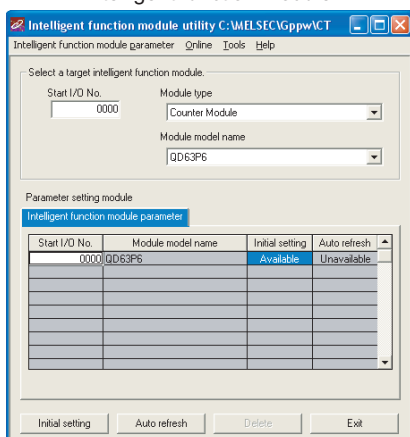 Intelligent function module utility C:\MELSEC\Gppw\CT
Intelligent function module parameter Online Tools Help
Select a target intelligent function module.
Start I/O No. Module type
0000 Counter Module
Module model name
QD63P6
Parameter setting module
Intelligent function module parameter
Start I/O No. Module model name Initial setting Auto refresh
0000 QD63P6 Available Unavailable
Initial setting Auto refresh Delete Exit